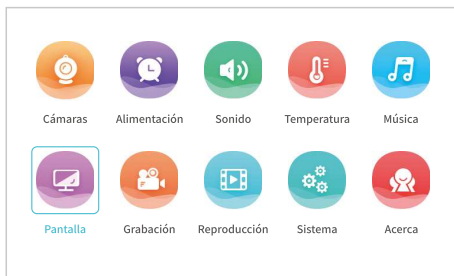 Cámaras Alimentación Sonido Temperatura Música
Pantalla Grabación Reproducción Sistema Acerca